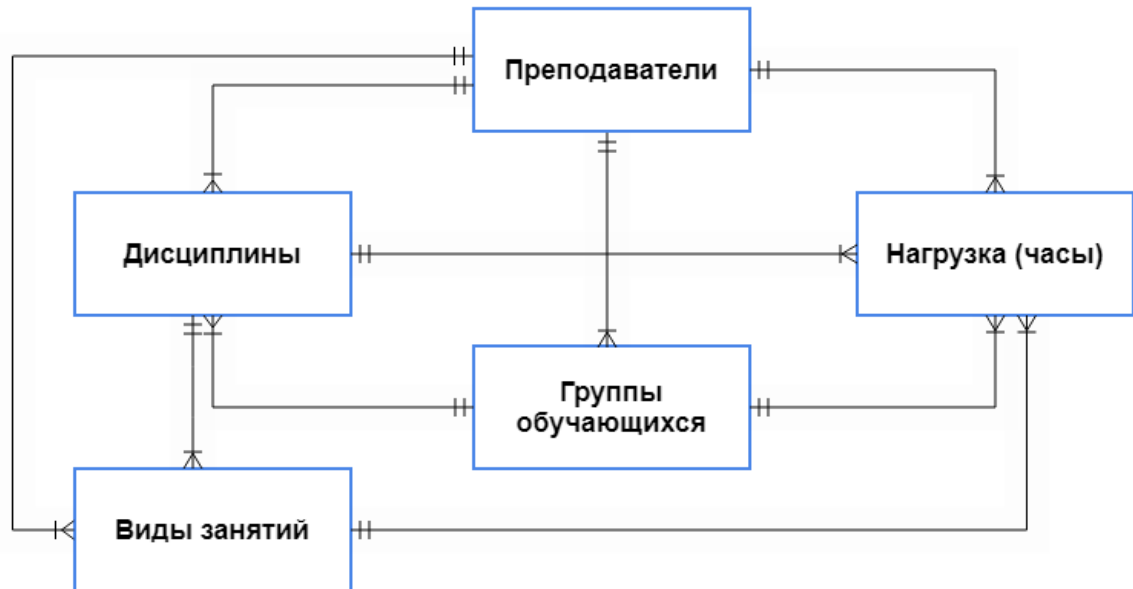 Преподаватели
Дисциплины
Нагрузка (часы)
Группы
обучающихся
Виды занятий